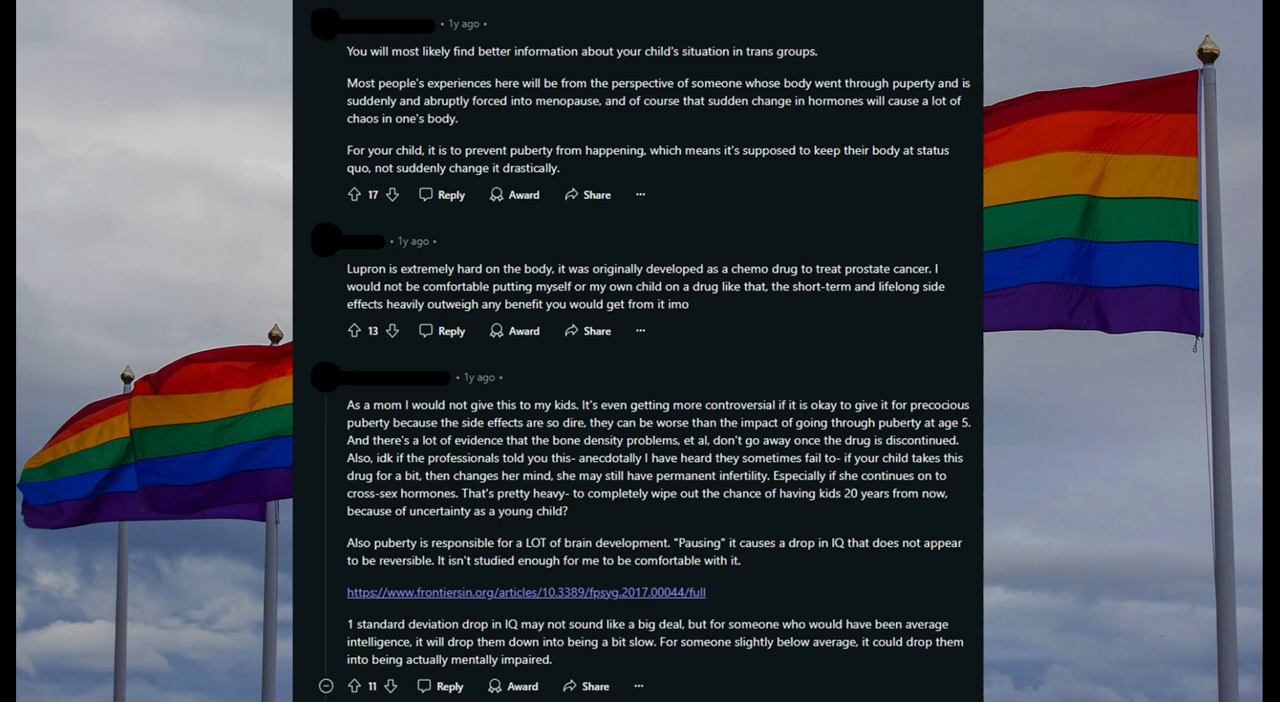 • 1y ago •
You will most likely find better information about your child's situation in trans groups.
Most people's experiences here will be from the perspective of someone whose body went through puperty and is
suddenly and abruptly forced into menopause, and of course that sudden change in hormones will cause a lot of
chaos in one's body.
For your child, it is to prevent puberty from happening, which means it's supposed to keep their body at status
quo, not suddenly change it drastically.
17 Reply Award Share ···
• 1y ago •
Lupron is extremely hard on the body, it was originally developed as a chemo drug to treat prostate cancer. I
would not be comfortable putting myself or my own child on a drug like that, the short-term and lifelong side
effects heavily outweigh any benefit you would get from it imo
13 Reply Award Share ···
• 1y ago •
As a mom I would not give this to my kids. It's even getting more controversial if it is okay to give it for precocious
puberty because the side effects are so dire, they can be worse than the impact of going through puberty at age 5.
And there's a lot of evidence that the bone density problems, et al, don't go away once the drug is discontinued.
Also, idk if the professionals told you this- anecdotally I have heard they sometimes fail to- if your child takes this
drug for a bit, then changes her mind, she may still have permanent infertility. Especially if she continues on to
cross-sex hormones. That's pretty heavy- to completely wipe out the chance of having kids 20 years from now,
because of uncertainty as a young child?
Also puberty is responsible for a LOT of brain development. "Pausing" it causes a drop in IQ that does not appear
to be reversible. It isn't studied enough for me to be comfortable with it.
https://www.frontiersin.org/articles/10.3389/fpsyg.2017.00044/full
1 standard deviation drop in IQ may not sound like a big deal, but for someone who would have been average
intelligence, it will drop them down into being a bit slow. For someone slightly below average, it could drop them
into being actually mentally impaired.
11 Reply Award Share ···